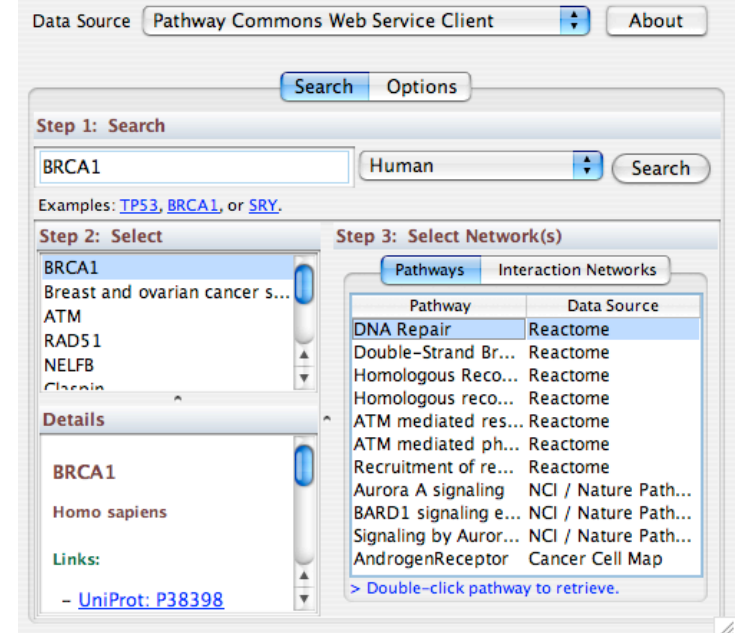 Data Source Pathway Commons Web Service Client About
Search Options
Step 1: Search
BRCA1 Human Search
Examples: TP53, BRCA1, or SRY.
Step 2: Select
BRCA1
Breast and ovarian cancer s...
ATM
RAD51
NELFB
Claspin
Details
BRCA1
Homo sapiens
Links:
– UniProt: P38398
Step 3: Select Network(s)
Pathways Interaction Networks
Pathway Data Source
DNA Repair Reactome
Double-Strand Br... Reactome
Homologous Reco... Reactome
Homologous reco... Reactome
ATM mediated res... Reactome
ATM mediated ph... Reactome
Recruitment of re... Reactome
Aurora A signaling NCI / Nature Path...
BARD1 signaling e... NCI / Nature Path...
Signaling by Auror... NCI / Nature Path...
AndrogenReceptor Cancer Cell Map
> Double-click pathway to retrieve.